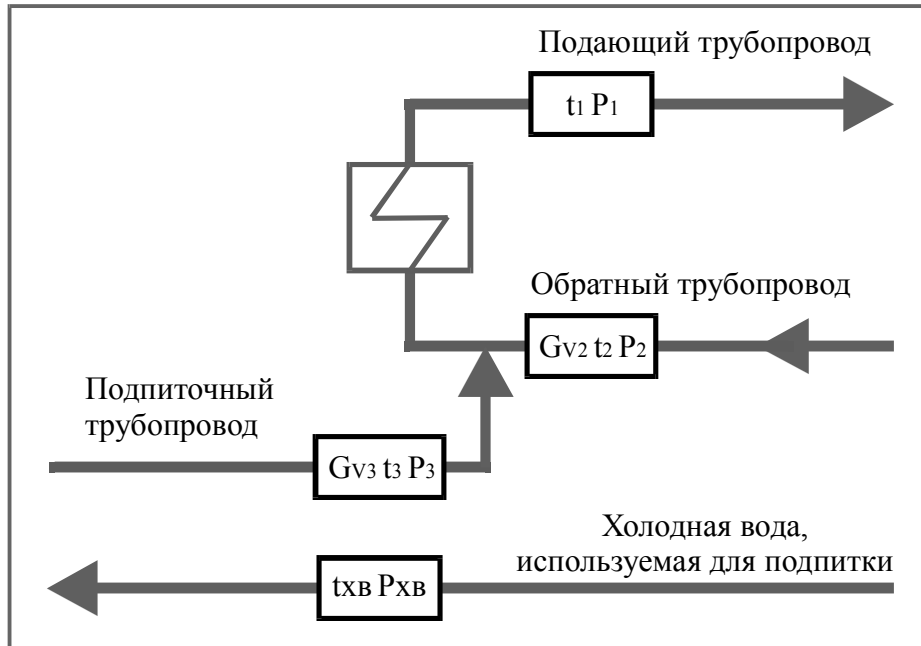 Подающий трубопровод
t1 P1
Обратный трубопровод
GV2 t2 P2
Подпиточный
трубопровод
GV3 t3 P3
Холодная вода,
используемая для подпитки
tхв Pхв